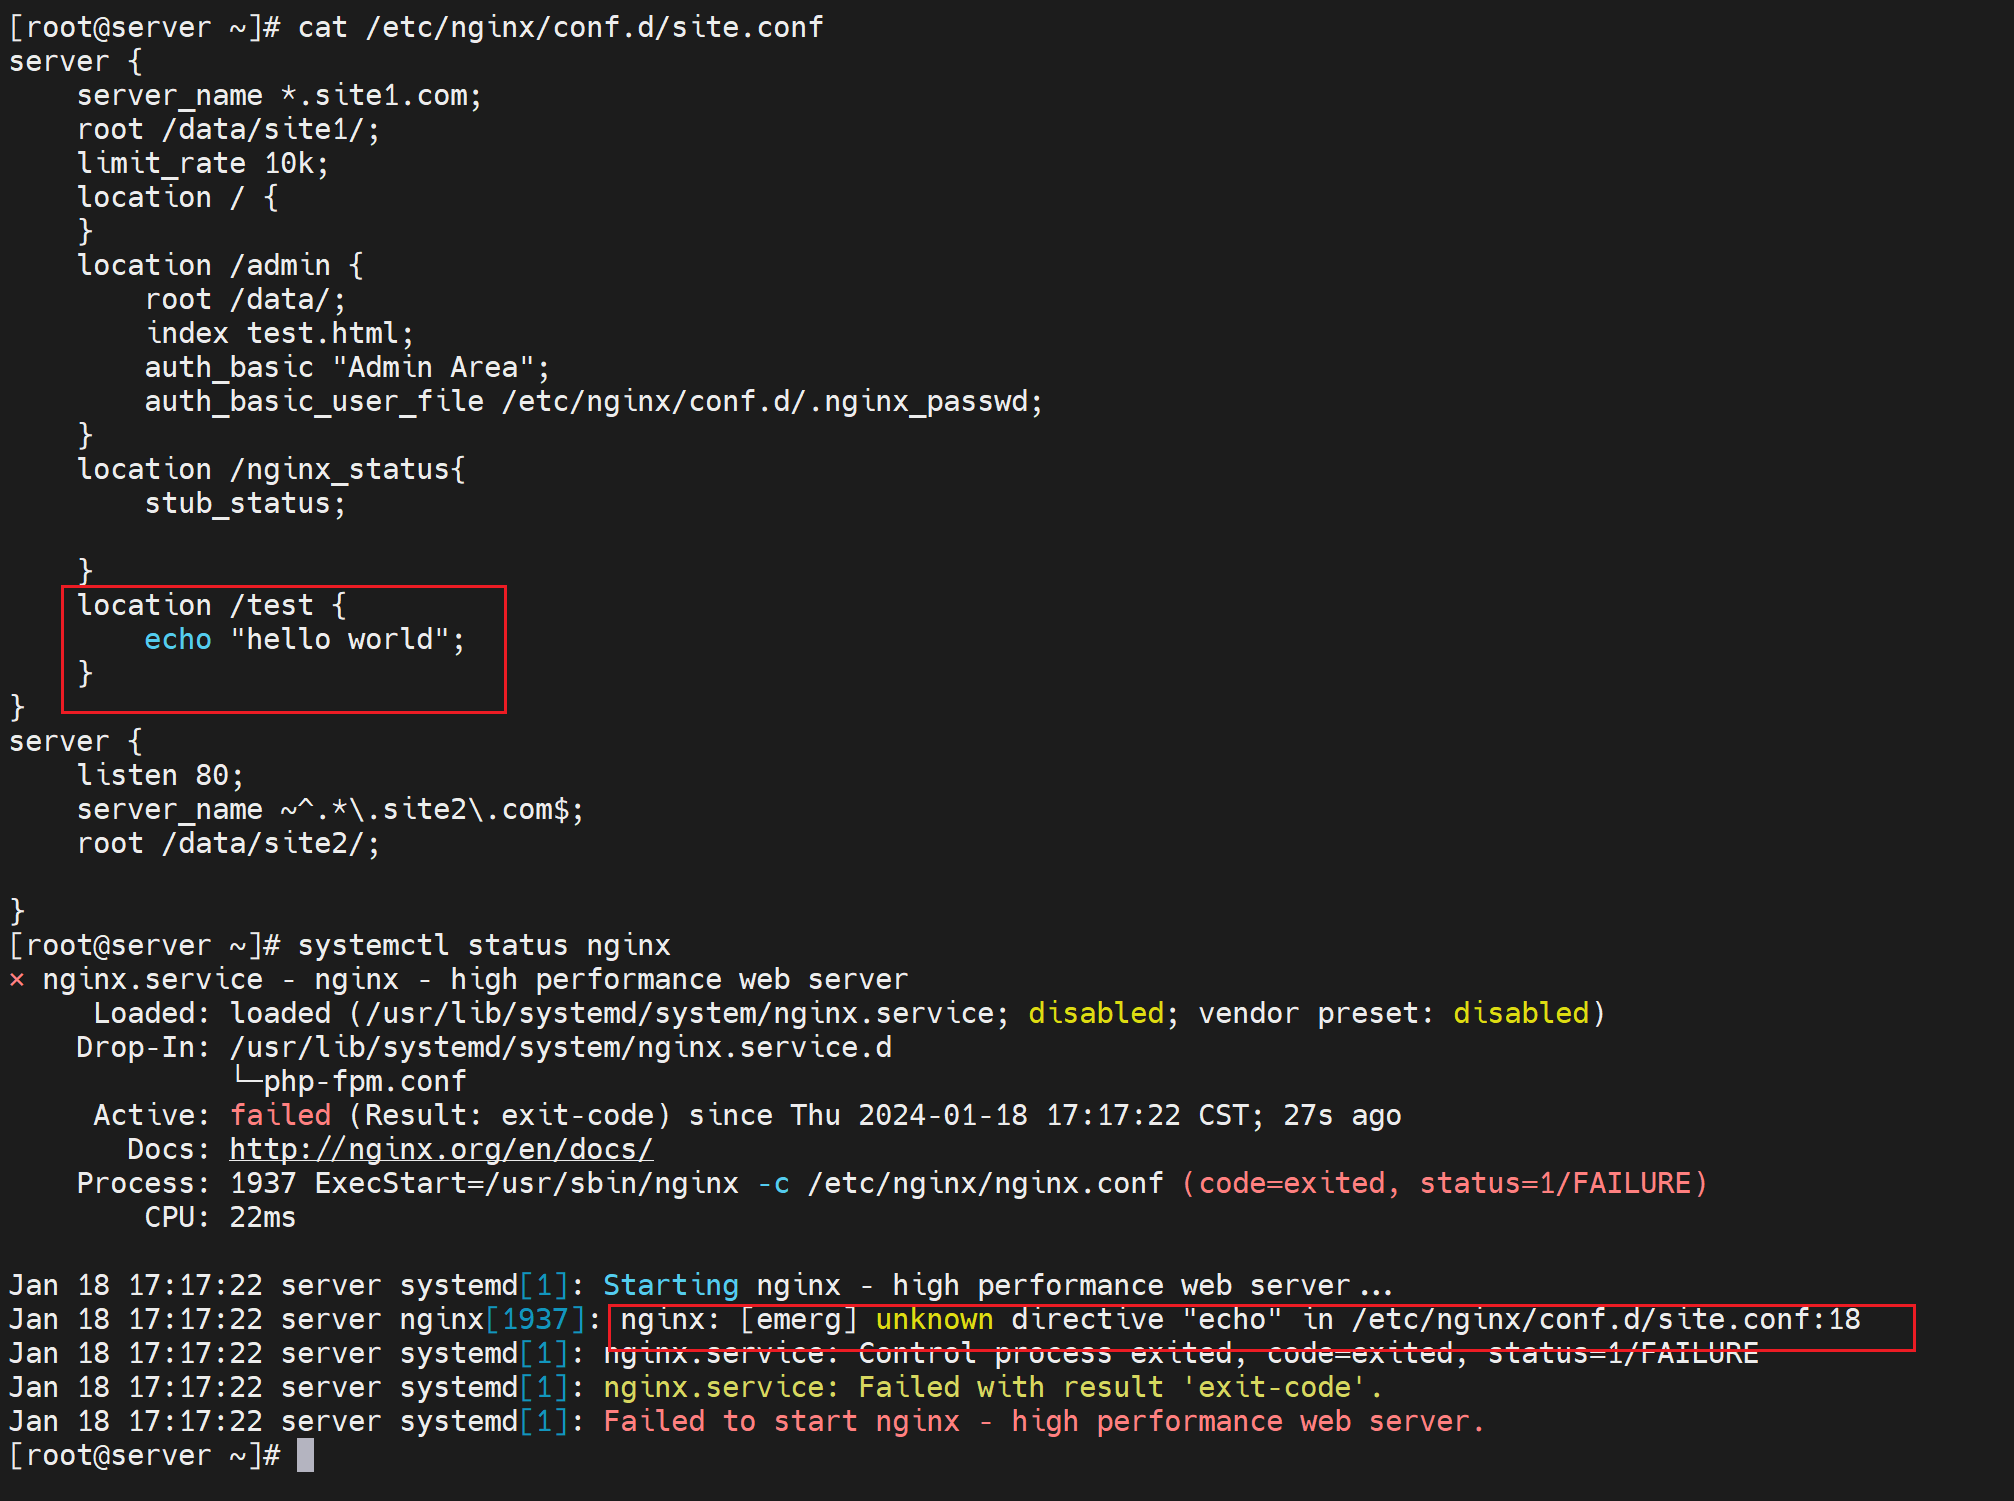 [root@server ~]# cat /etc/nginx/conf.d/site.conf
server {
    server_name *.site1.com;
    root /data/site1/;
    limit_rate 10k;
    location / {
    }
    location /admin {
        root /data/;
        index test.html;
        auth_basic "Admin Area";
        auth_basic_user_file /etc/nginx/conf.d/.nginx_passwd;
    }
    location /nginx_status{
        stub_status;

    }
    location /test {
        echo "hello world";
    }
}
server {
    listen 80;
    server_name ~^.*\.site2\.com$;
    root /data/site2/;

}
[root@server ~]# systemctl status nginx
× nginx.service - nginx - high performance web server
     Loaded: loaded (/usr/lib/systemd/system/nginx.service; disabled; vendor preset: disabled)
    Drop-In: /usr/lib/systemd/system/nginx.service.d
             └─php-fpm.conf
     Active: failed (Result: exit-code) since Thu 2024-01-18 17:17:22 CST; 27s ago
       Docs: http://nginx.org/en/docs/
    Process: 1937 ExecStart=/usr/sbin/nginx -c /etc/nginx/nginx.conf (code=exited, status=1/FAILURE)
        CPU: 22ms

Jan 18 17:17:22 server systemd[1]: Starting nginx - high performance web server...
Jan 18 17:17:22 server nginx[1937]: nginx: [emerg] unknown directive "echo" in /etc/nginx/conf.d/site.conf:18
Jan 18 17:17:22 server systemd[1]: nginx.service: Control process exited, code=exited, status=1/FAILURE
Jan 18 17:17:22 server systemd[1]: nginx.service: Failed with result 'exit-code'.
Jan 18 17:17:22 server systemd[1]: Failed to start nginx - high performance web server.
[root@server ~]#